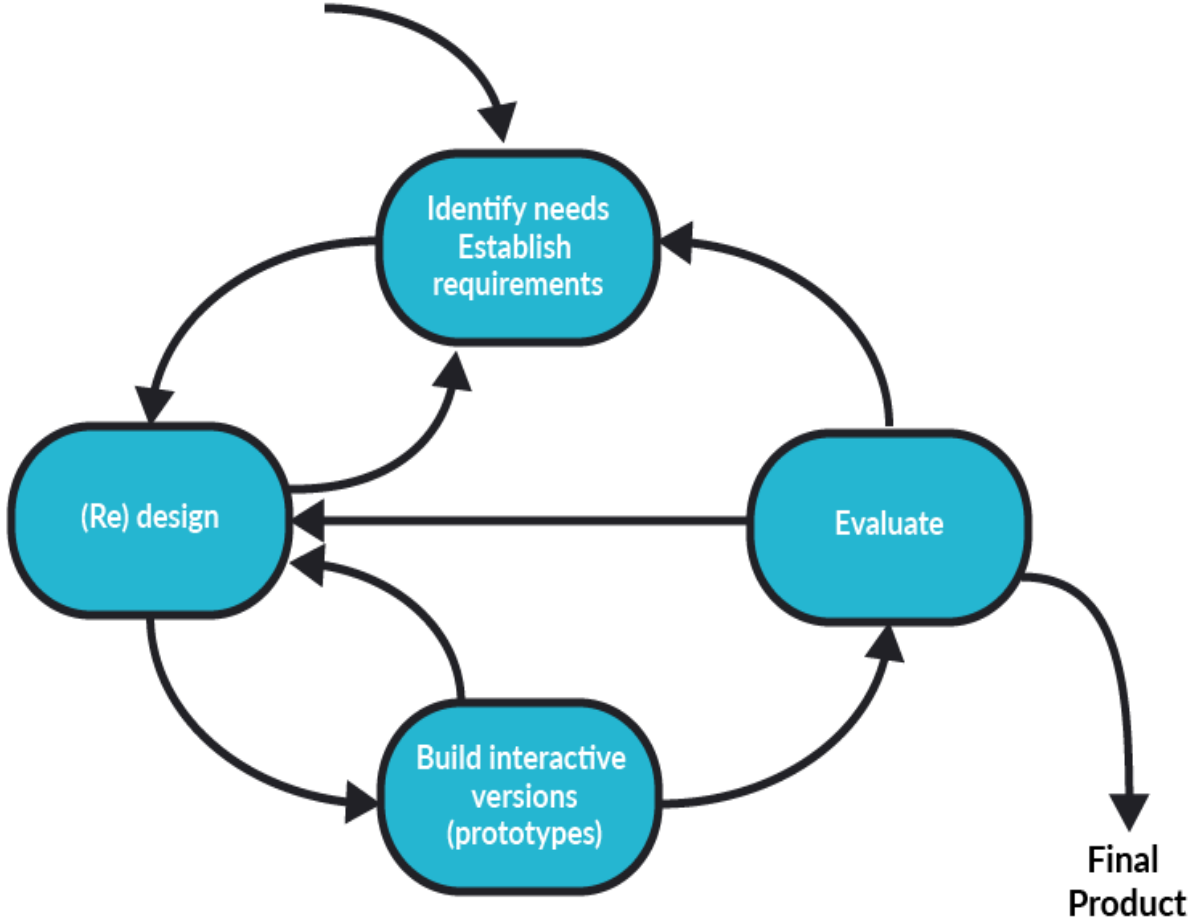 Identify needs
Establish
requirements
(Re) design
Evaluate
Build interactive
versions
(prototypes)
Final
Product